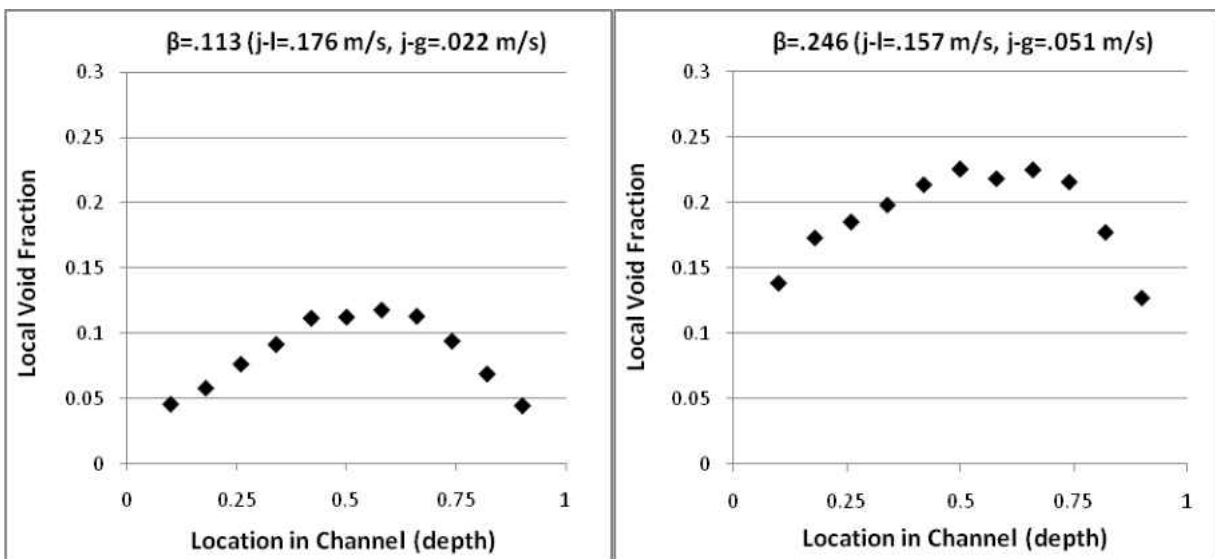 β=.113 (j-l=.176 m/s, j-g=.022 m/s)
0.3
0.25
0.2
0.15
0.1
0.05
0
Local Void Fraction
0 0.25 0.5 0.75 1
Location in Channel (depth)
β=.246 (j-l=.157 m/s, j-g=.051 m/s)
0.3
0.25
0.2
0.15
0.1
0.05
0
Local Void Fraction
0 0.25 0.5 0.75 1
Location in Channel (depth)